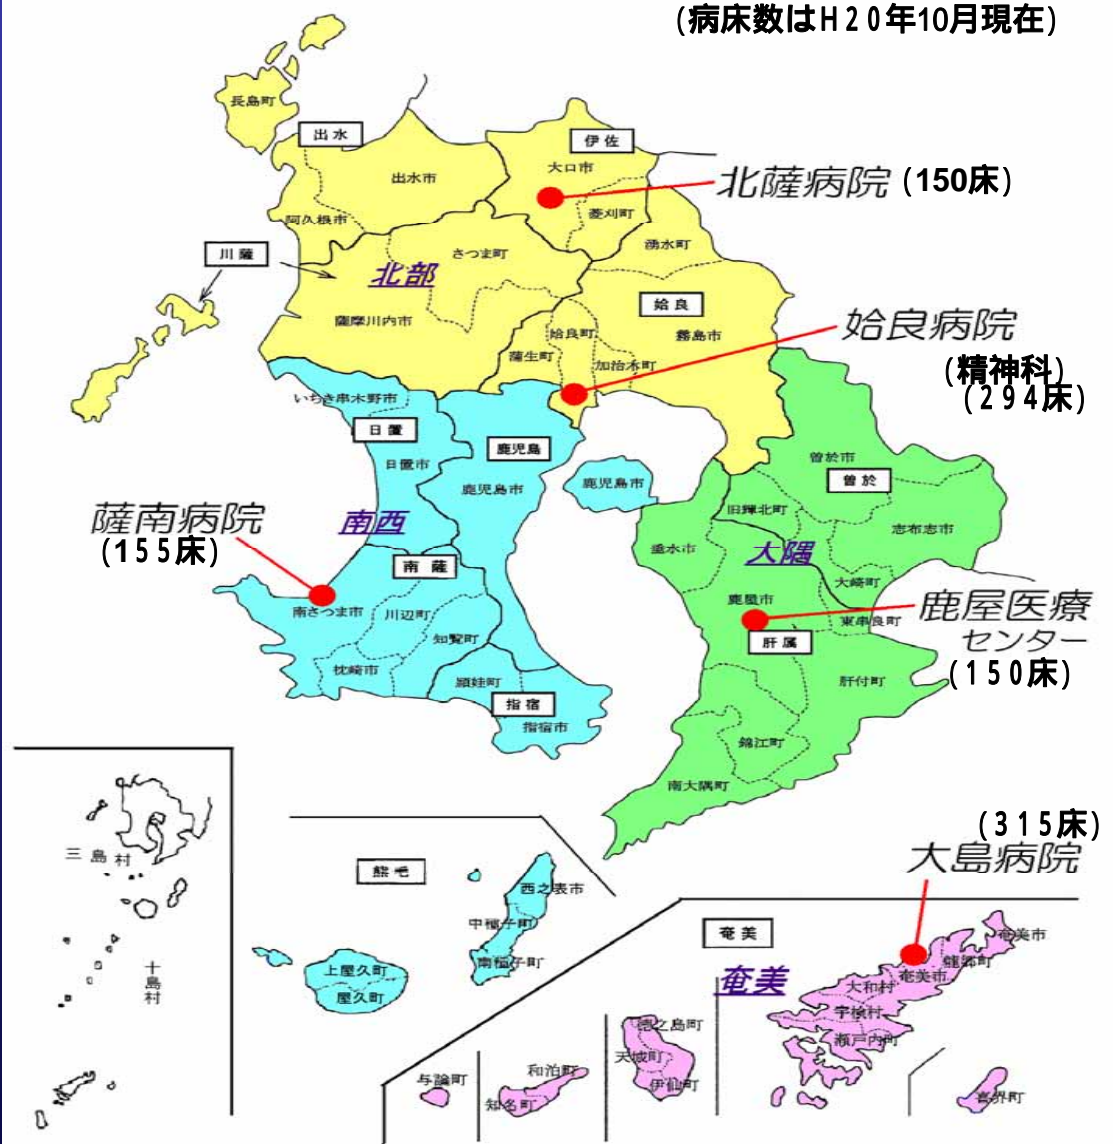 (病床数はH20年10月現在)
長島町
出水
伊佐
大口市
出水市
北薩病院 (150床)
菱刈町
阿久根市
湧水町
川薩
さつま町
北部
姶良
薩摩川内市
姶良町
霧島市
姶良病院
蒲生町
加治木町
(精神科)
(294床)
いちき串木野市
日置
鹿児島
日置市
曽於市
曽於
鹿児島市
鹿児島市
旧輝北町
薩南病院
(155床)
南西
志布志市
垂水市
大隅
南薩
大崎町
鹿屋市
鹿屋医療
センター
(150床)
南さつま市
川辺町
東串良町
知覧町
肝属
枕崎市
頴娃町
肝付町
指宿
指宿市
錦江町
南大隅町
(315床)
大島病院
三島村
熊毛
西之表市
中種子町
奄美
奄美市
龍郷町
南種子町
上屋久町
十島村
奄美
奄美市
大和村
屋久町
宇検村
徳之島町
瀬戸内町
天城町
和泊町
与論町
伊仙町
知名町
喜界町